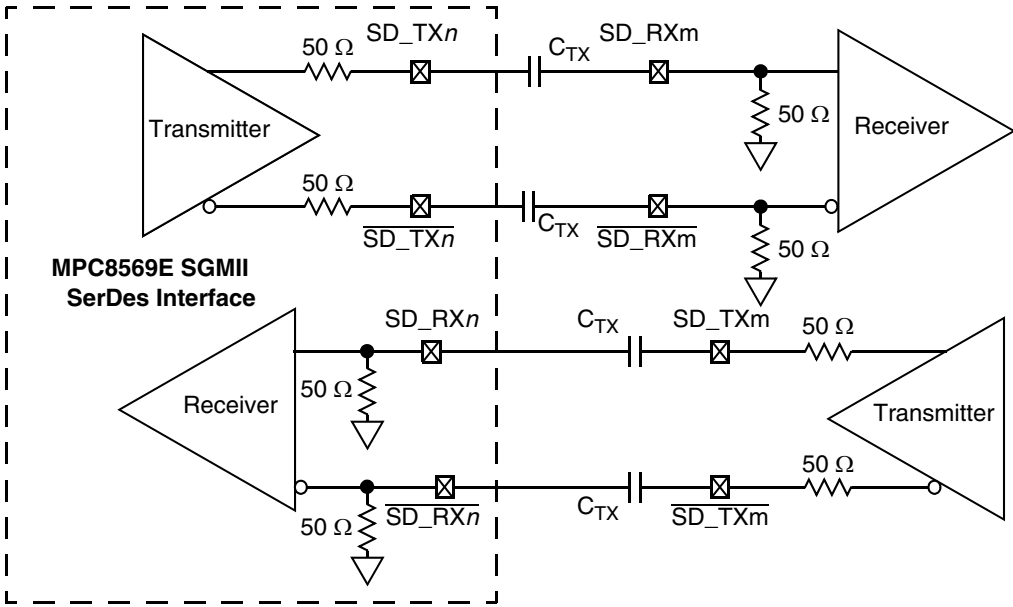 50 Ω
SD_TXn
C_TX
SD_RXm
50 Ω
Transmitter
Receiver
50 Ω
SD_TXn
C_TX
SD_RXm
50 Ω
MPC8569E SGMII
SerDes Interface
SD_RXn
C_TX
SD_TXm
50 Ω
50 Ω
Receiver
Transmitter
50 Ω
50 Ω
SD_RXn
C_TX
SD_TXm